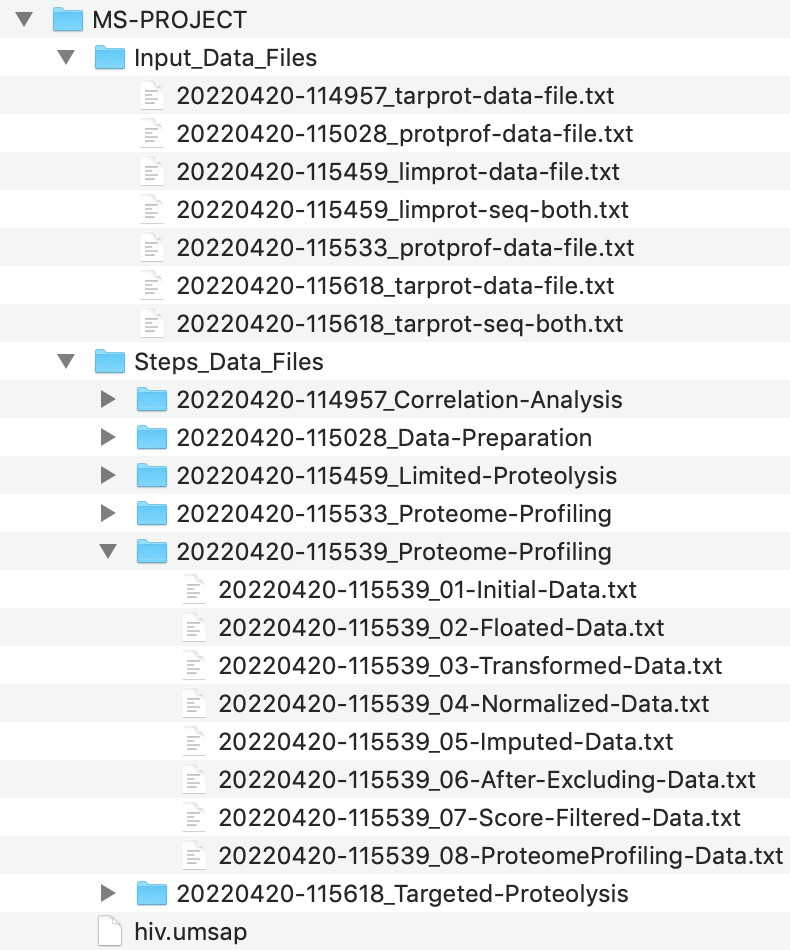 MS-PROJECT
Input_Data_Files
20220420-114957_tarprot-data-file.txt
20220420-115028_protprof-data-file.txt
20220420-115459_limprot-data-file.txt
20220420-115459_limprot-seq-both.txt
20220420-115533_protprof-data-file.txt
20220420-115618_tarprot-data-file.txt
20220420-115618_tarprot-seq-both.txt
Steps_Data_Files
20220420-114957_Correlation-Analysis
20220420-115028_Data-Preparation
20220420-115459_Limited-Proteolysis
20220420-115533_Proteome-Profiling
20220420-115539_Proteome-Profiling
20220420-115539_01-Initial-Data.txt
20220420-115539_02-Floated-Data.txt
20220420-115539_03-Transformed-Data.txt
20220420-115539_04-Normalized-Data.txt
20220420-115539_05-Imputed-Data.txt
20220420-115539_06-After-Excluding-Data.txt
20220420-115539_07-Score-Filtered-Data.txt
20220420-115539_08-ProteomeProfiling-Data.txt
20220420-115618_Targeted-Proteolysis
hiv.umsap